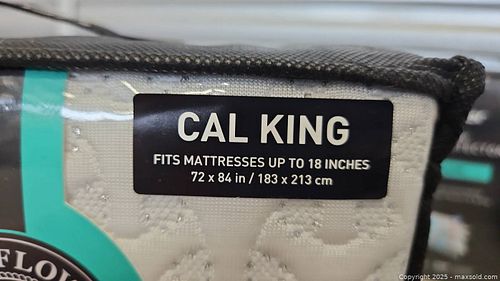 CAL KING
FITS MATTRESSES UP TO 18 INCHES
72 x 84 in / 183 x 213 cm
Copyright 2025 - maxsold.com